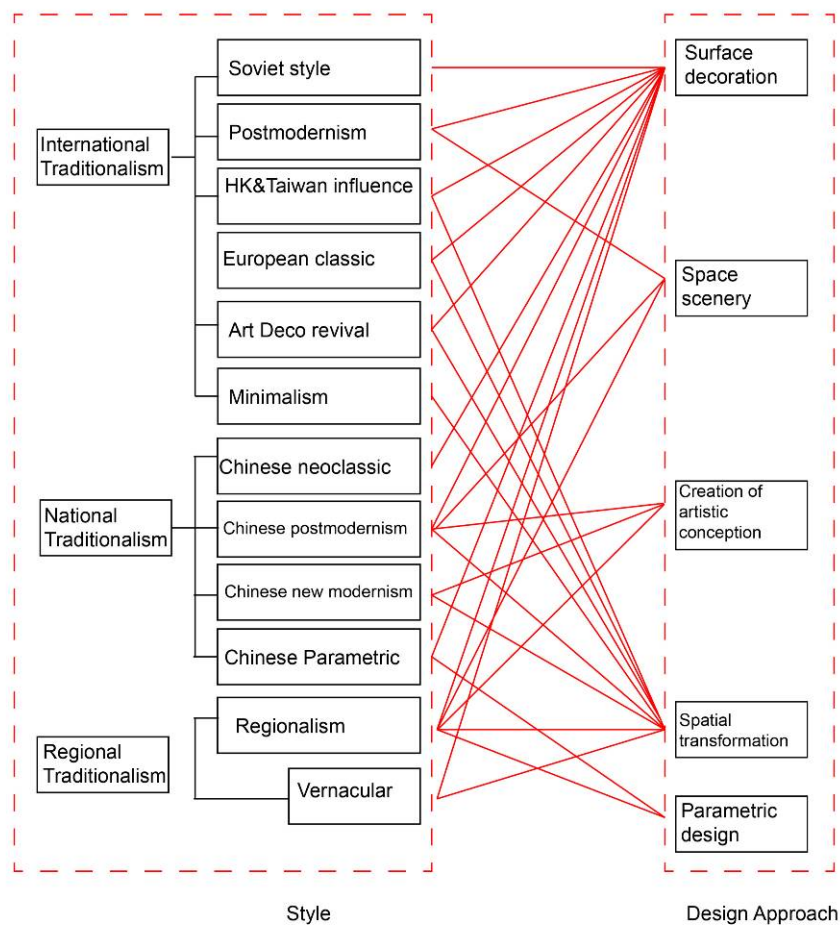 Soviet style
Postmodernism
International
Traditionalism
HK&Taiwan influence
European classic
Art Deco revival
Minimalism
Chinese neoclassic
National
Traditionalism
Chinese postmodernism
Chinese new modernism
Chinese Parametric
Regionalism
Regional
Traditionalism
Vernacular
Surface
decoration
Space
scenery
Creation of
artistic
conception
Spatial
transformation
Parametric
design
Style
Design Approach